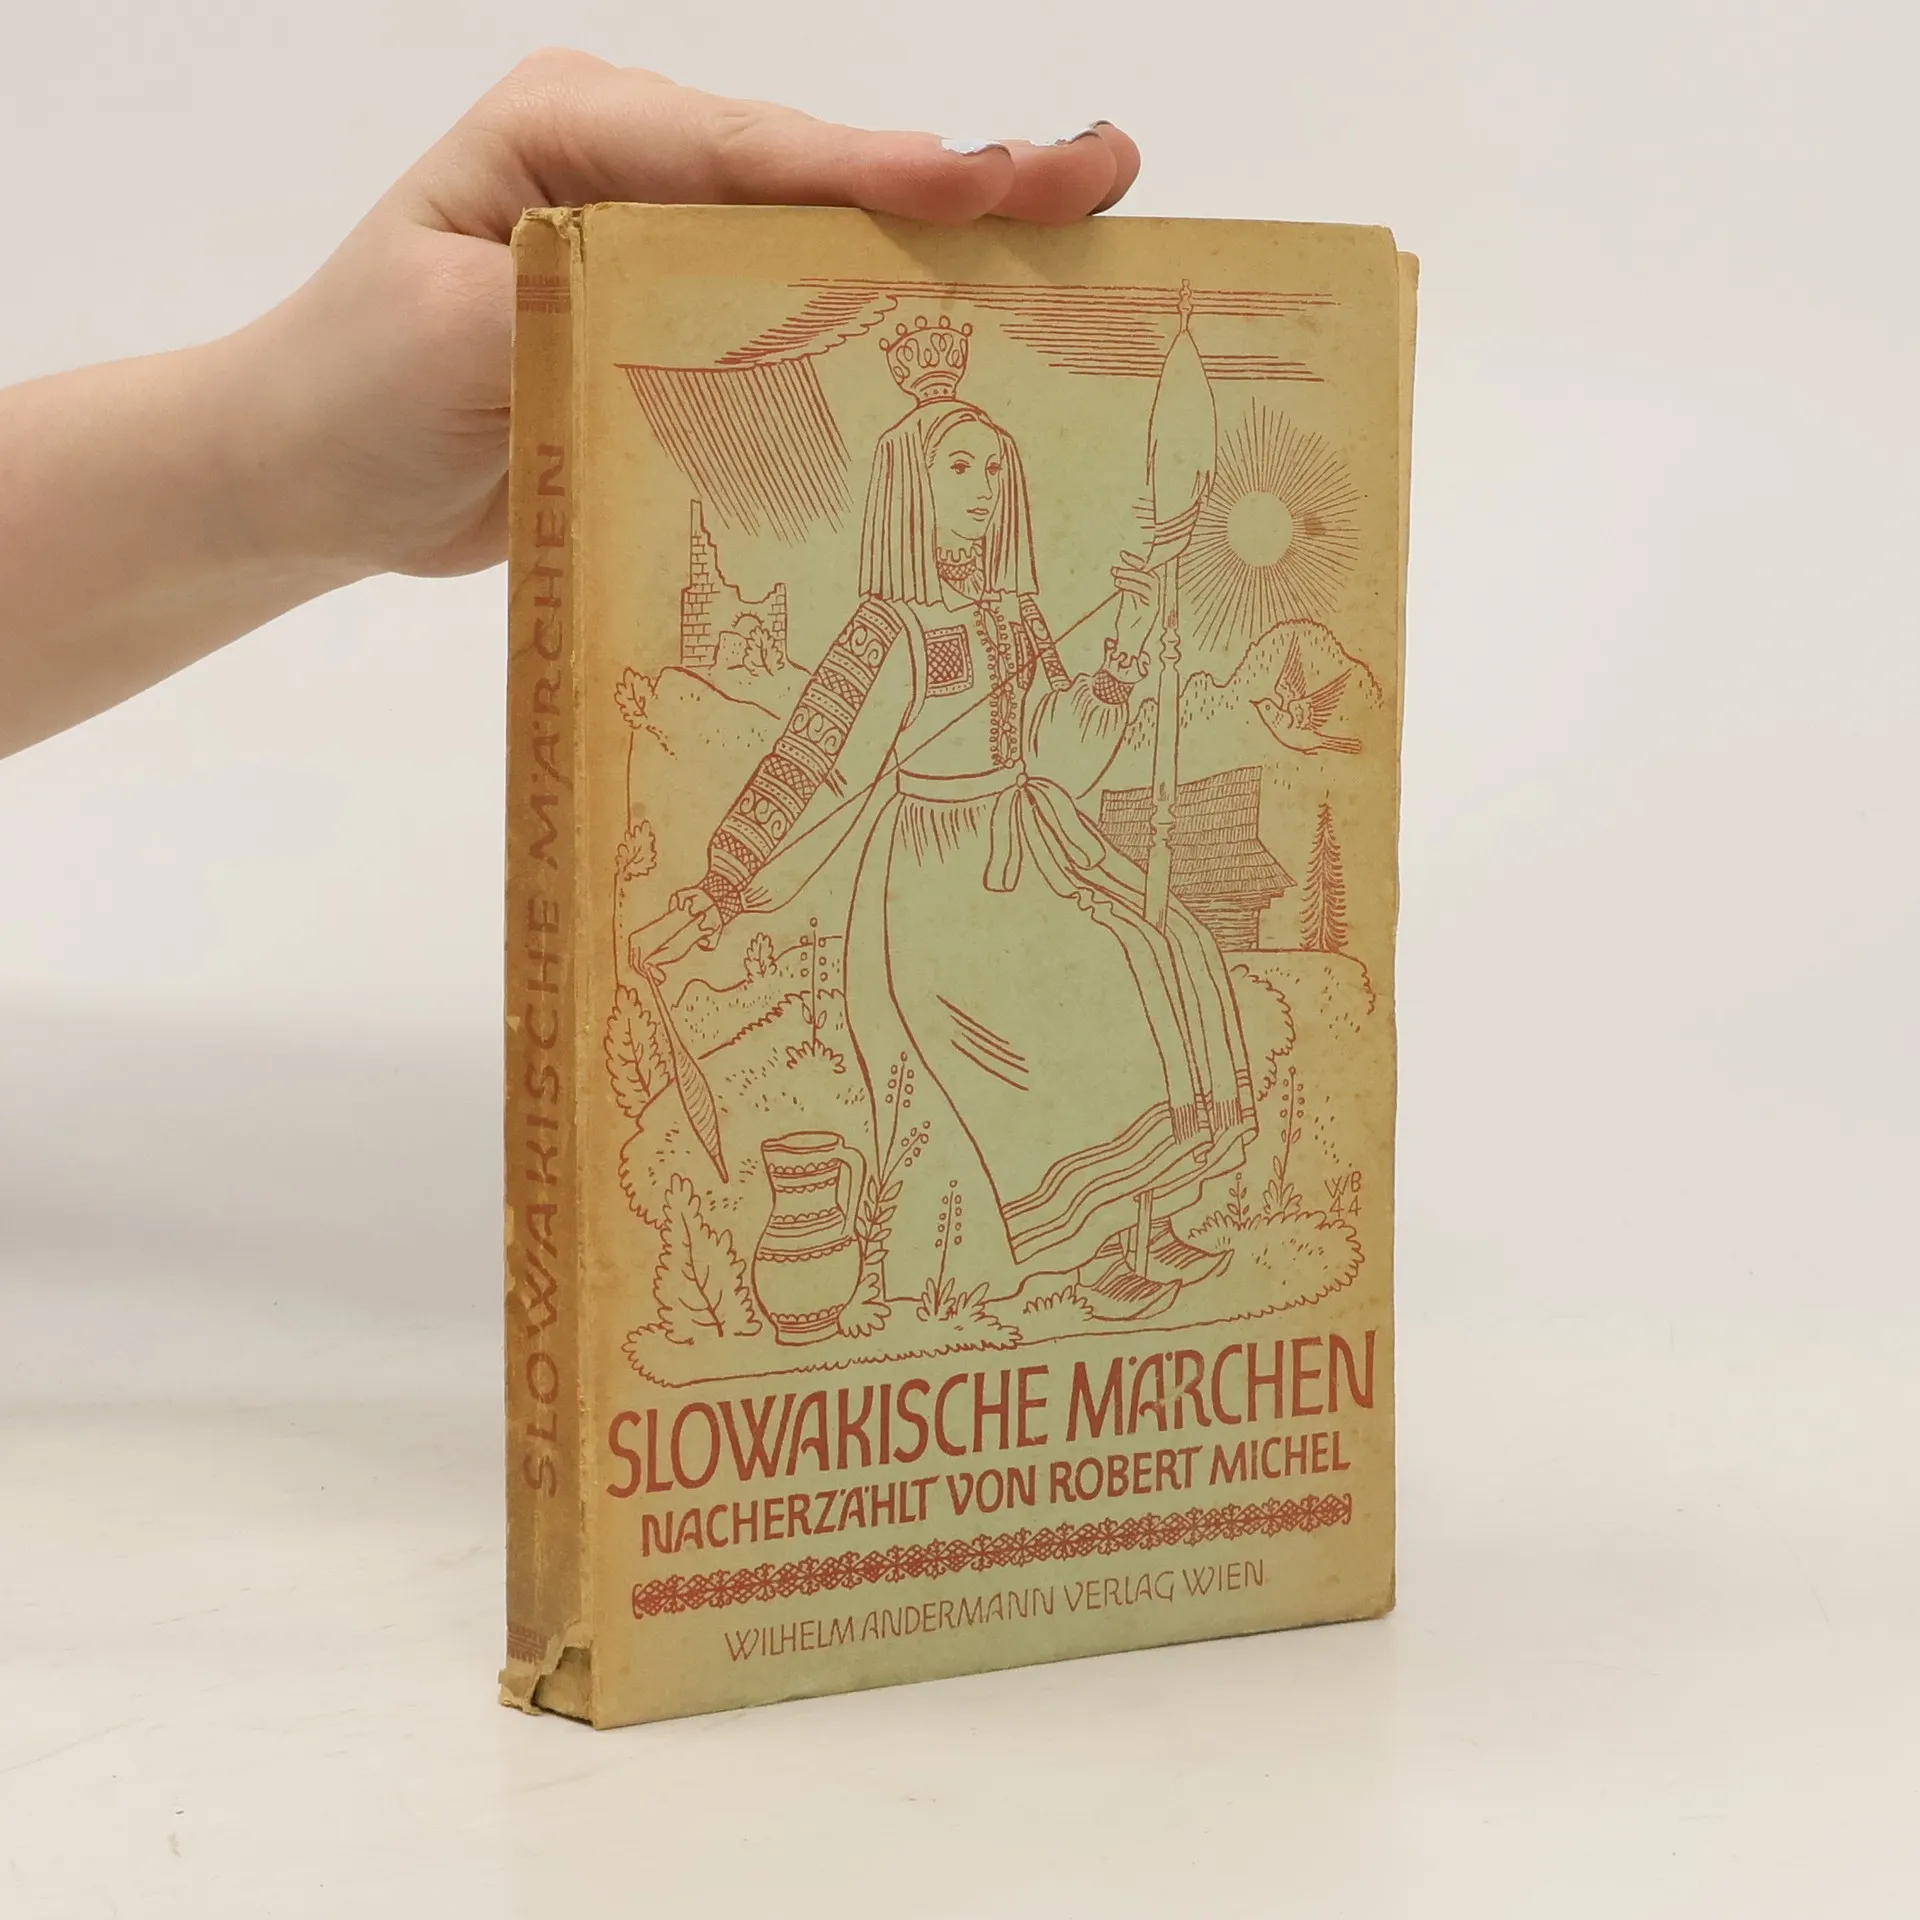 SLOWAKISCHE MÄRCHEN
WB
44
SLOWAKISCHE MÄRCHEN
NACHERZÄHLT VON ROBERT MICHEL
WILHELM ANDERMANN VERLAG WIEN